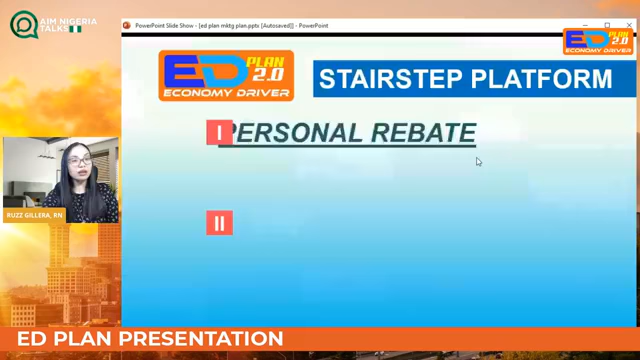 AIM NIGERIA
TALKS
PowerPoint Slide Show - [ed plan mktg plan.pptx [Autosaved]] - PowerPoint
ED PLAN 2.0
ECONOMY DRIVER
ED PLAN 2.0
ECONOMY DRIVER
STAIRSTEP PLATFORM
I PERSONAL REBATE
II
RUZZ GILLERA, RN
ED PLAN PRESENTATION